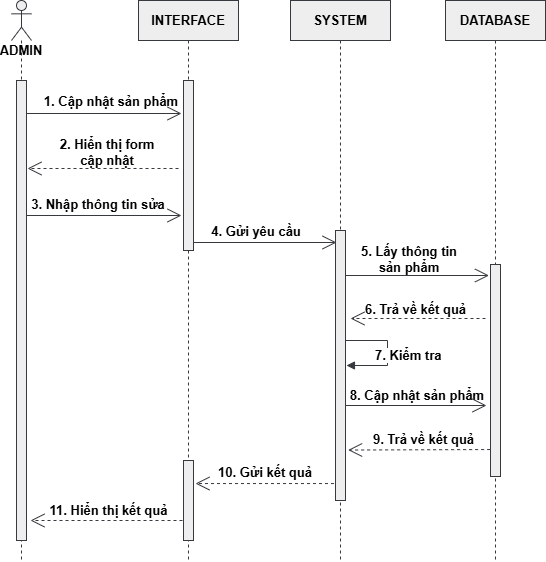 INTERFACE
SYSTEM
DATABASE
ADMIN
1. Cập nhật sản phẩm
2. Hiển thị form
cập nhật
3. Nhập thông tin sửa
4. Gửi yêu cầu
5. Lấy thông tin
sản phẩm
6. Trả về kết quả
7. Kiểm tra
8. Cập nhật sản phẩm
9. Trả về kết quả
10. Gửi kết quả
11. Hiển thị kết quả